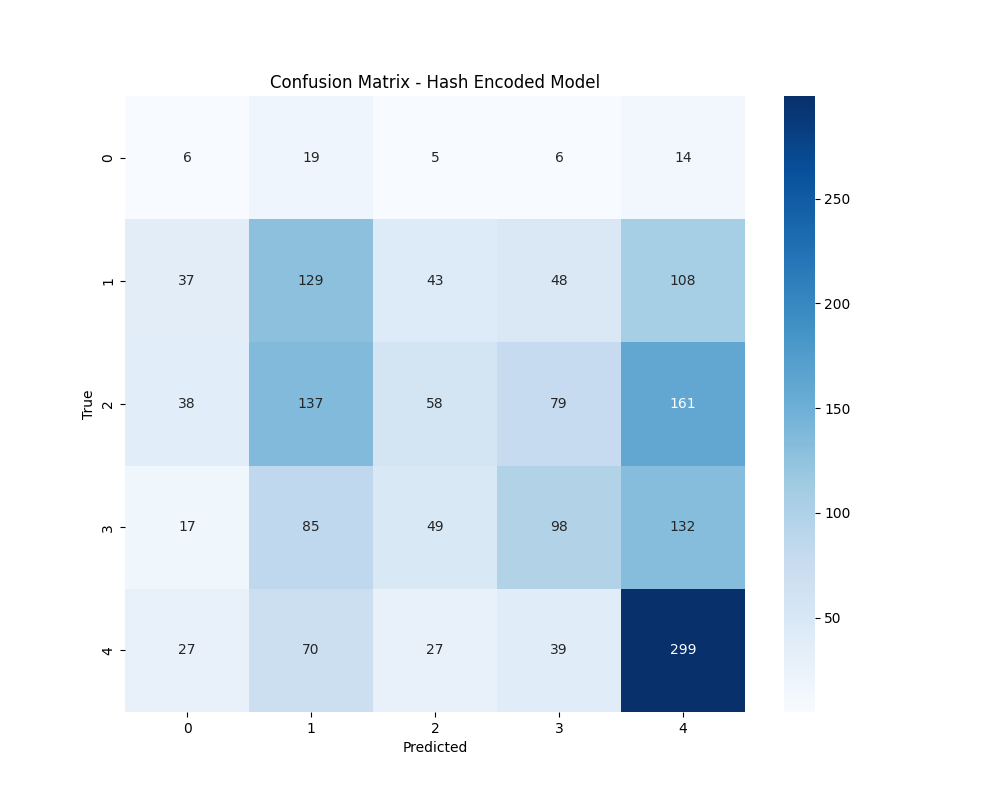 Confusion Matrix - Hash Encoded Model
0 6 19 5 6 14
1 37 129 43 48 108
2 38 137 58 79 161
3 17 85 49 98 132
4 27 70 27 39 299
True
0 1 2 3 4
Predicted
250
200
150
100
50